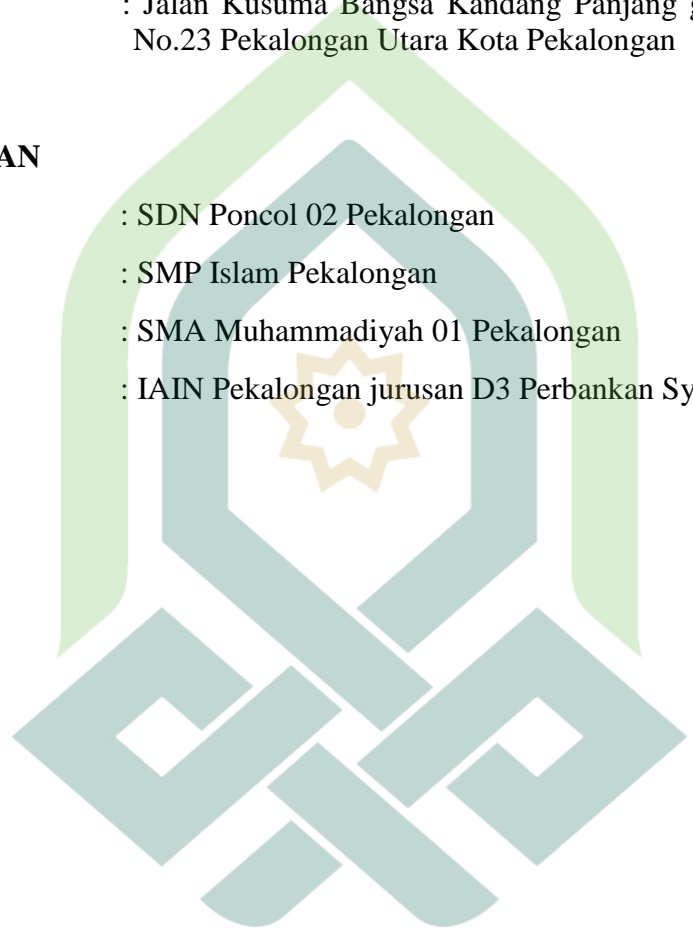 : Jalan Kusuma Bangsa Kandang Panjang
No.23 Pekalongan Utara Kota Pekalongan
AN
: SDN Poncol 02 Pekalongan
: SMP Islam Pekalongan
: SMA Muhammadiyah 01 Pekalongan
: IAIN Pekalongan jurusan D3 Perbankan Sy